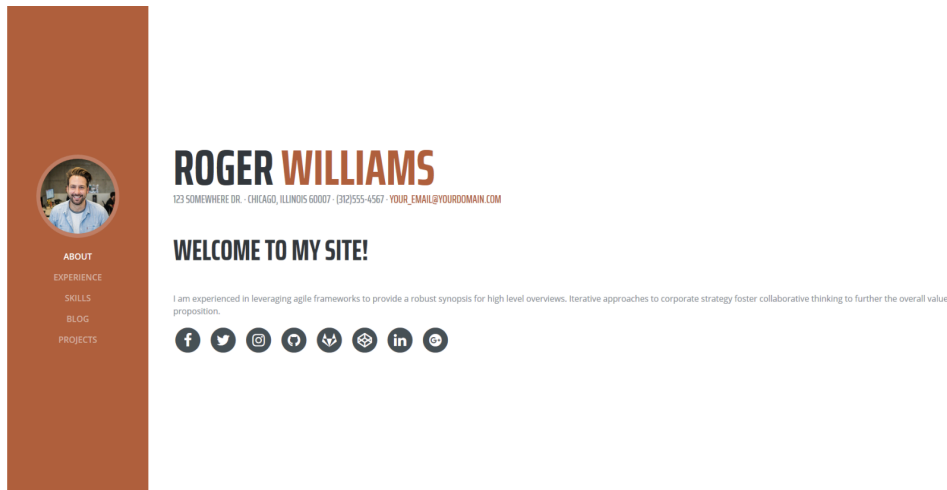 ABOUT
EXPERIENCE
SKILLS
BLOG
PROJECTS
ROGER WILLIAMS
123 SOMEWHERE DR. · CHICAGO, ILLINOIS 60007 · (312)555-4567 · YOUR_EMAIL@YOURDOMAIN.COM
WELCOME TO MY SITE!
I am experienced in leveraging agile frameworks to provide a robust synopsis for high level overviews. Iterative approaches to corporate strategy foster collaborative thinking to further the overall value
proposition.